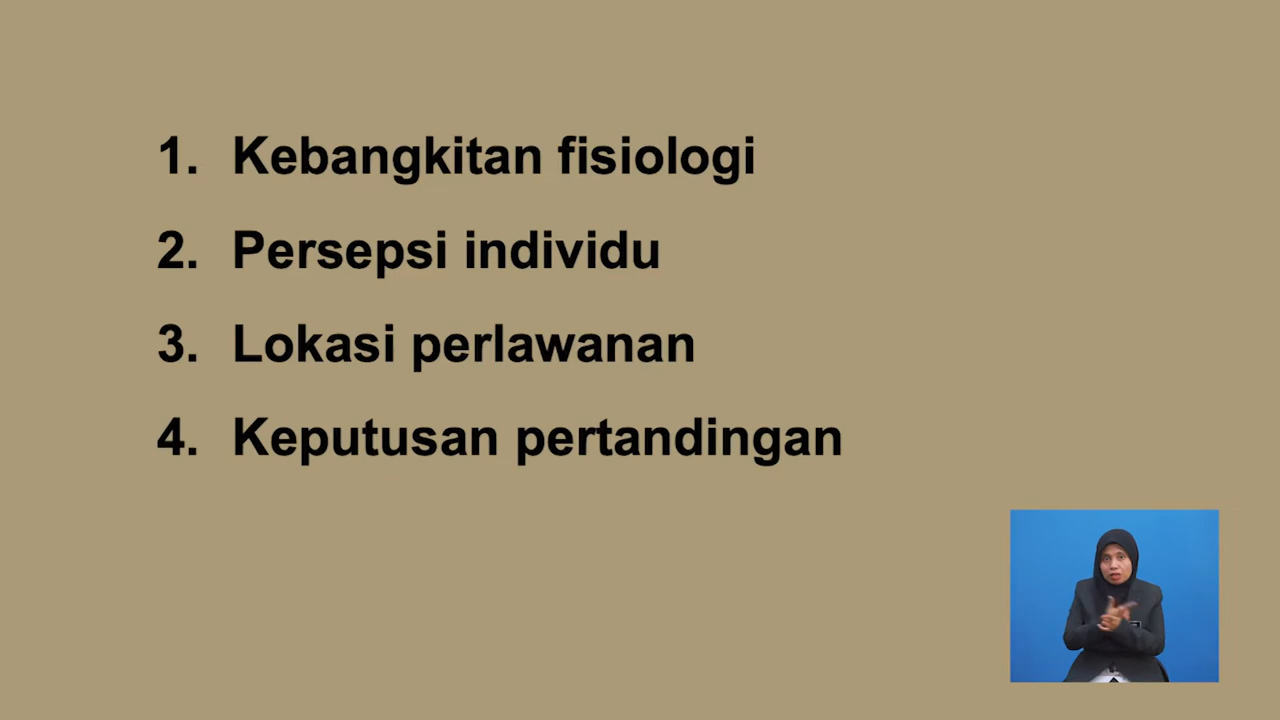 1. Kebangkitan fisiologi
2. Persepsi individu
3. Lokasi perlawanan
4. Keputusan pertandingan